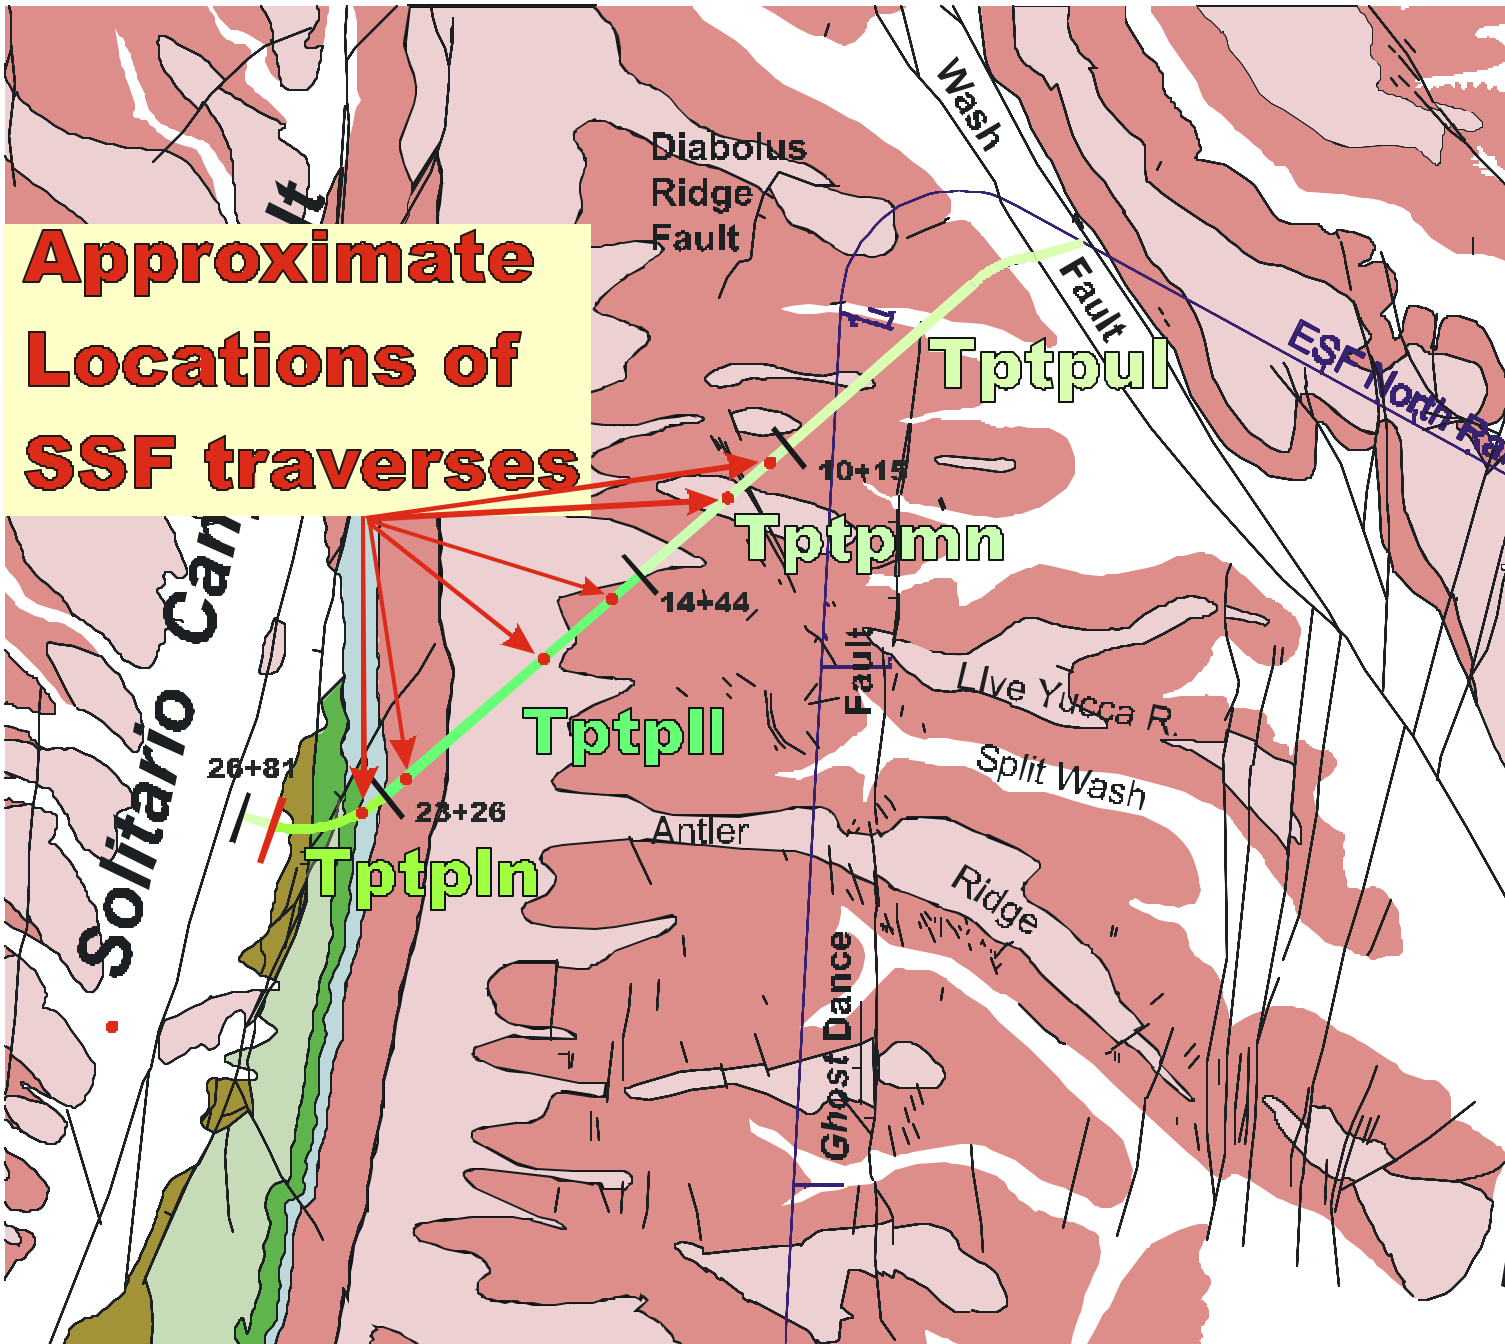 Wash
Diabolus
Ridge
Fault
Approximate
Locations of
SSF traverses
lt
Fault
ESF North Ra
Tptpul
10+15
Tptpmn
14+44
Solitario Can
Fault
LIve Yucca R.
Tptpll
Split Wash
26+81
23+26
Antler
Ridge
Tptpln
Ghost Dance